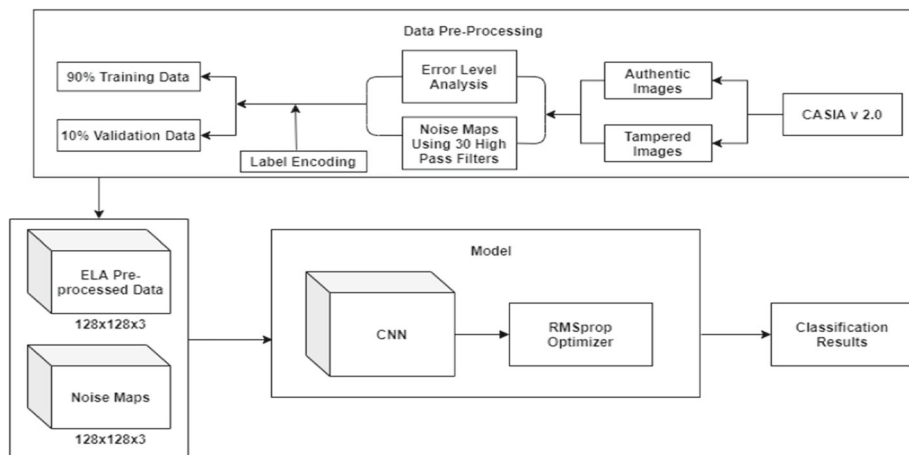 Data Pre-Processing
90% Training Data
10% Validation Data
Label Encoding
Error Level
Analysis
Noise Maps
Using 30 High
Pass Filters
Authentic
Images
Tampered
Images
CASIA v 2.0
ELA Pre-
processed Data
128x128x3
Noise Maps
128x128x3
Model
CNN
RMSprop
Optimizer
Classification
Results